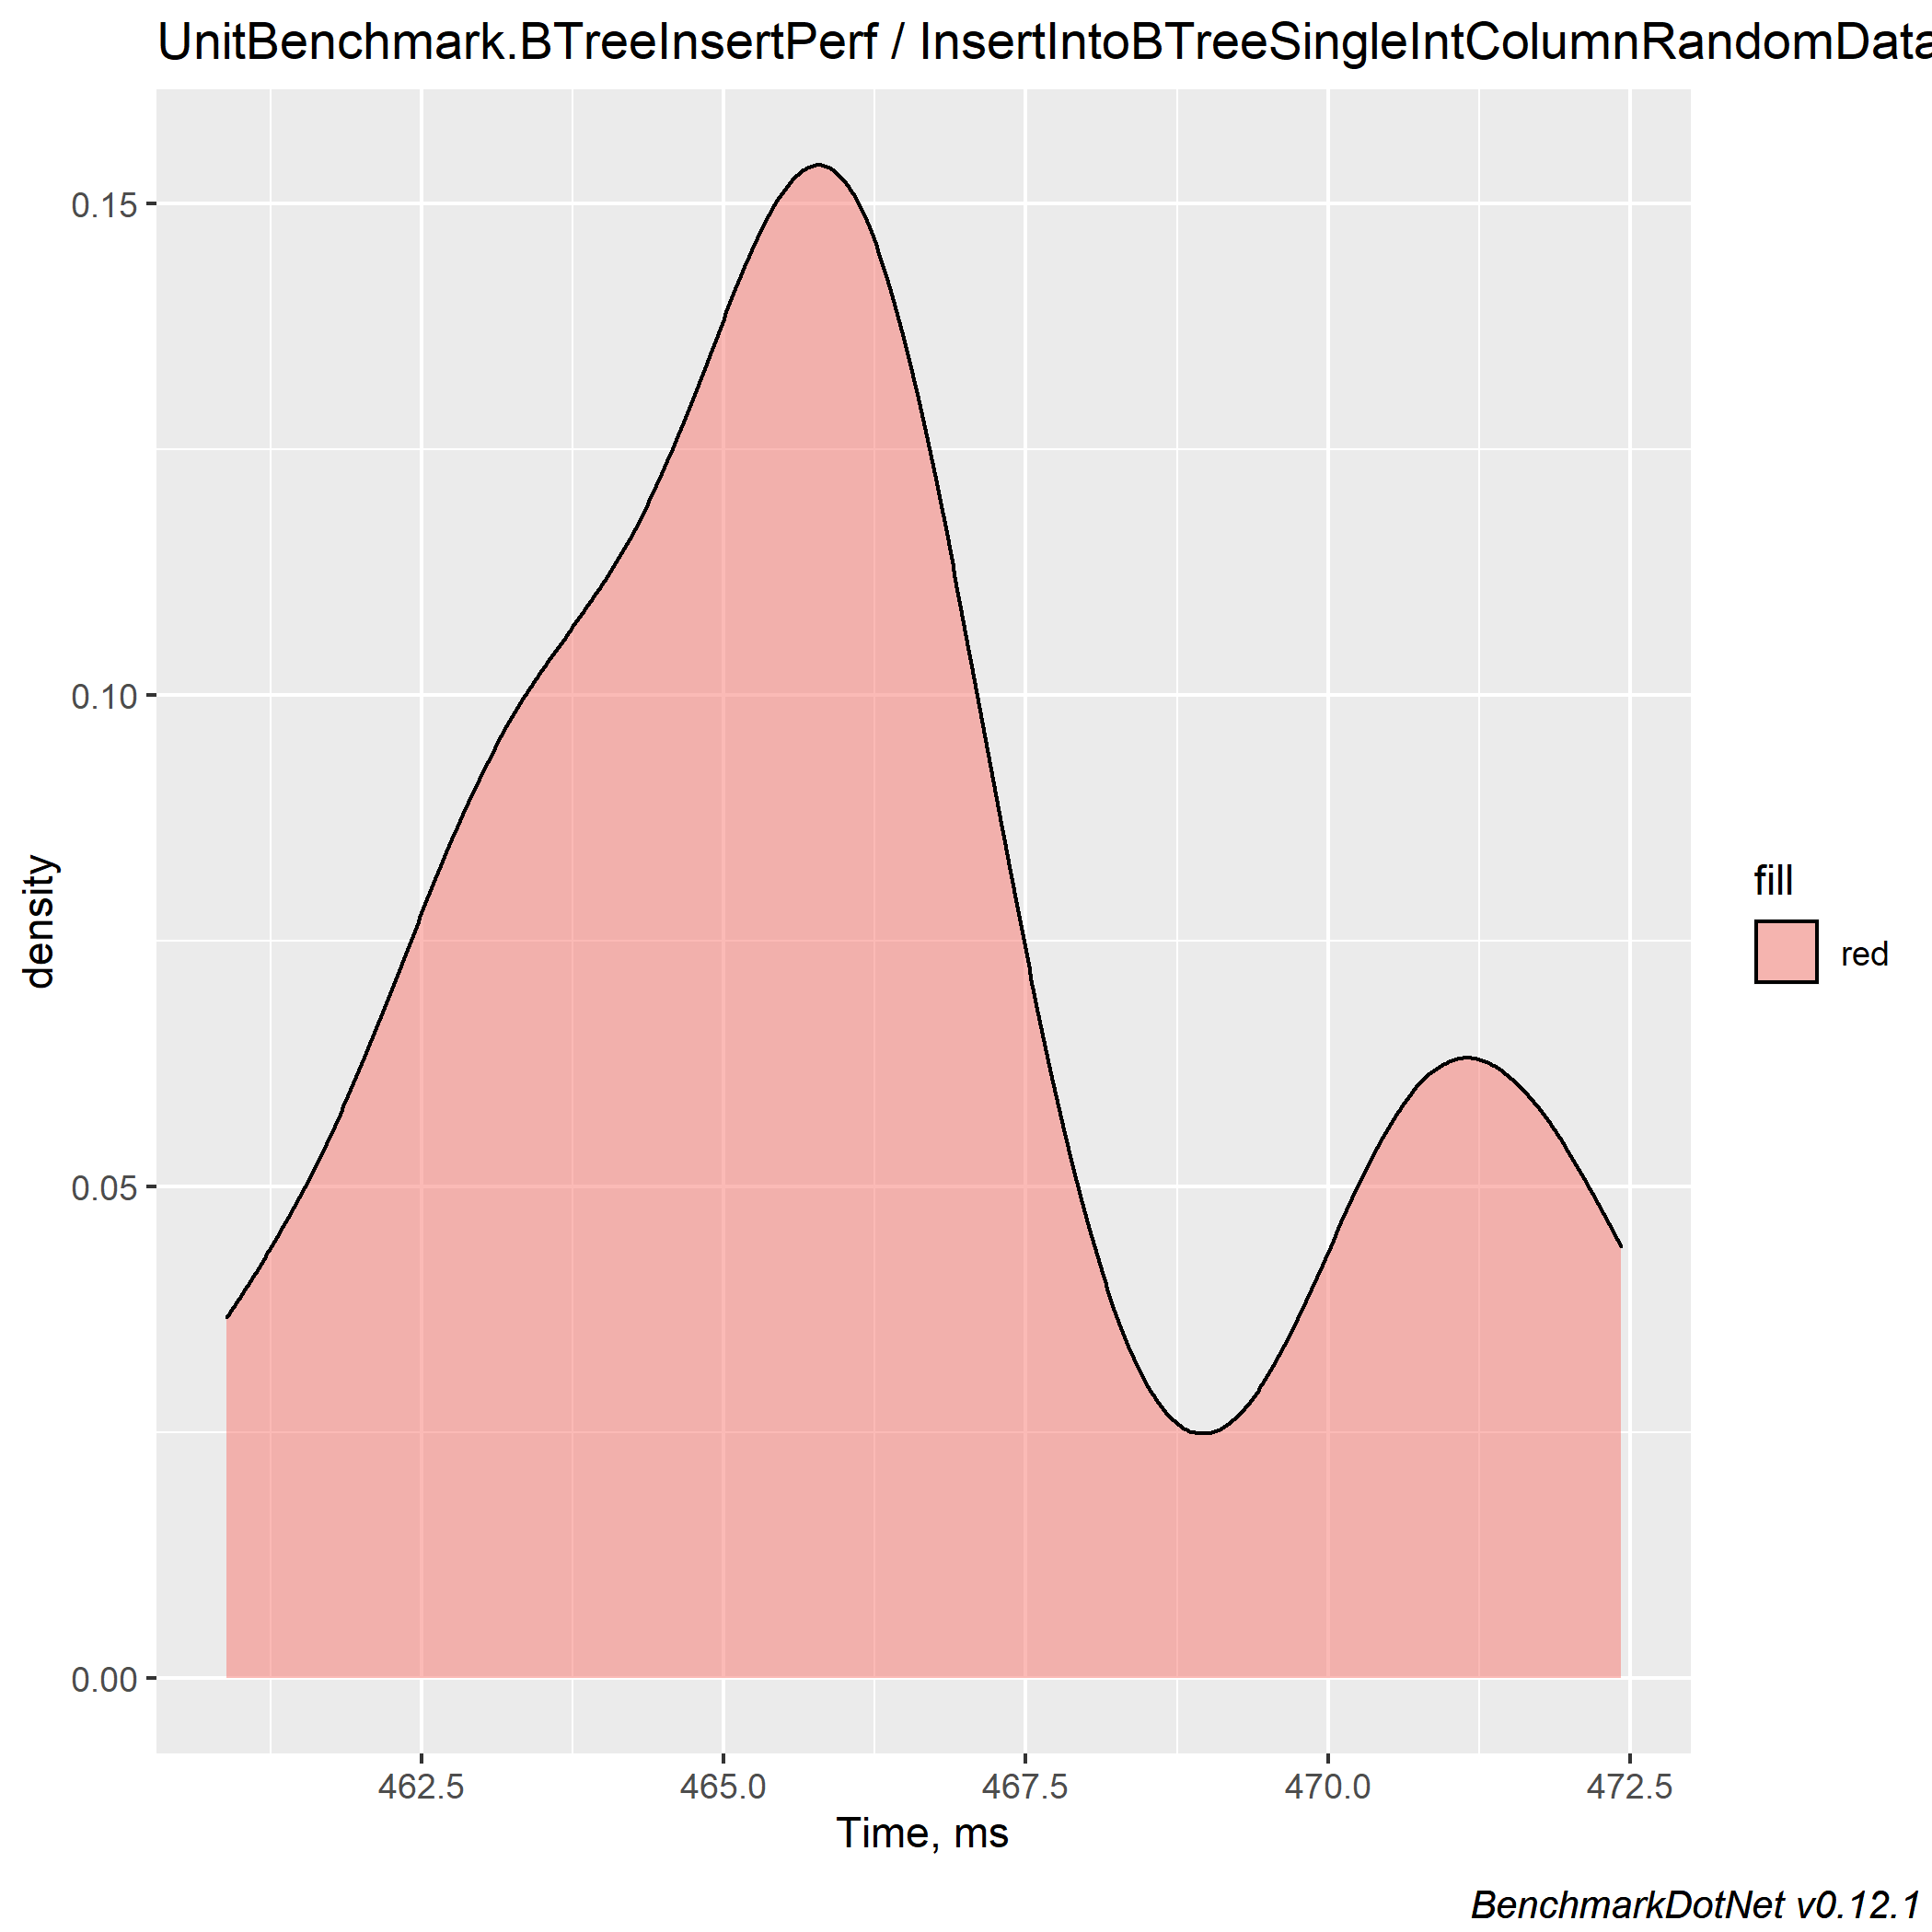 UnitBenchmark.BTreeInsertPerf / InsertIntoBTreeSingleIntColumnRandomData
0.15
0.10
0.05
0.00
density
462.5 465.0 467.5 470.0 472.5
Time, ms
fill
red
BenchmarkDotNet v0.12.1